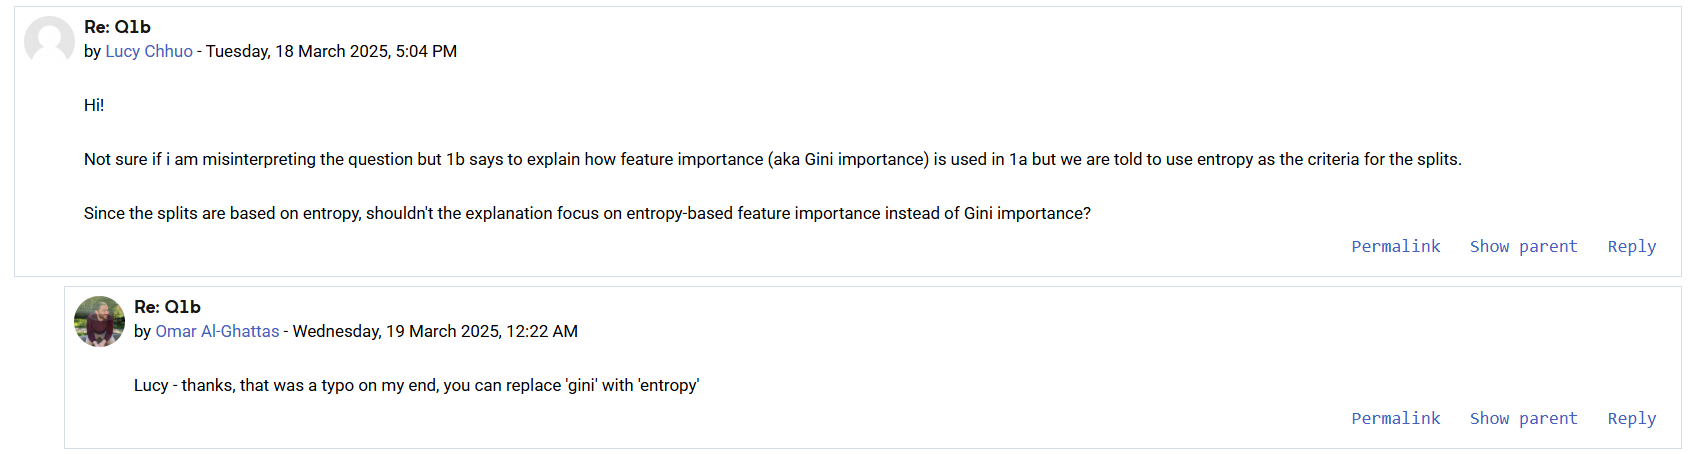 Re: Q1b
by Lucy Chhuo - Tuesday, 18 March 2025, 5:04 PM
Hi!
Not sure if i am misinterpreting the question but 1b says to explain how feature importance (aka Gini importance) is used in 1a but we are told to use entropy as the criteria for the splits.
Since the splits are based on entropy, shouldn't the explanation focus on entropy-based feature importance instead of Gini importance?
Permalink Show parent Reply
Re: Q1b
by Omar Al-Ghattas - Wednesday, 19 March 2025, 12:22 AM
Lucy - thanks, that was a typo on my end, you can replace 'gini' with 'entropy'
Permalink Show parent Reply